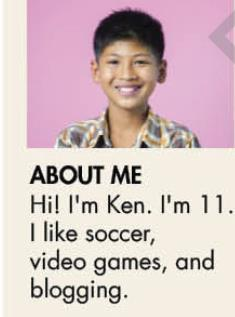 ABOUT ME
Hi! I'm Ken. I'm 11.
I like soccer,
video games, and
blogging.